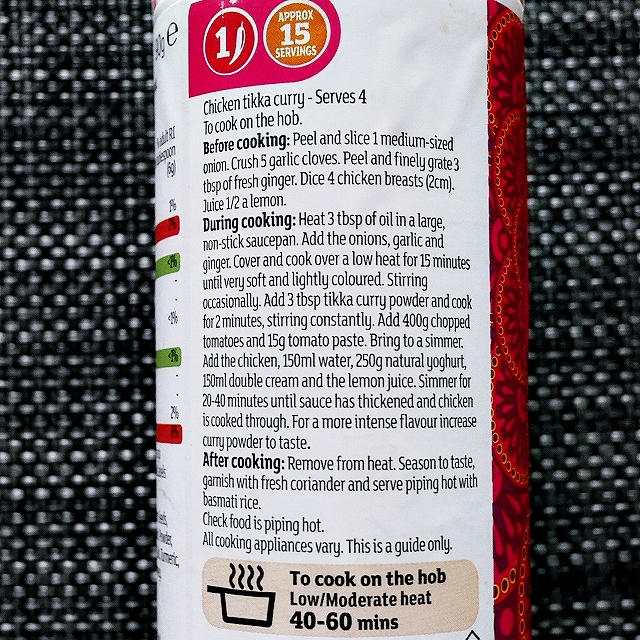 90g e
1
APPROX
15
SERVINGS
Chicken tikka curry - Serves 4
To cook on the hob.
Before cooking: Peel and slice 1 medium-sized
onion. Crush 5 garlic cloves. Peel and finely grate 3
tbsp of fresh ginger. Dice 4 chicken breasts (2cm).
Juice 1/2 a lemon.
During cooking: Heat 3 tbsp of oil in a large,
non-stick saucepan. Add the onions, garlic and
ginger. Cover and cook over a low heat for 15 minutes
until very soft and lightly coloured. Stirring
occasionally. Add 3 tbsp tikka curry powder and cook
for 2 minutes, stirring constantly. Add 400g chopped
tomatoes and 15g tomato paste. Bring to a simmer.
Add the chicken, 150ml water, 250g natural yoghurt,
150ml double cream and the lemon juice. Simmer for
20-40 minutes until sauce has thickened and chicken
is cooked through. For a more intense flavour increase
curry powder to taste.
After cooking: Remove from heat. Season to taste,
garnish with fresh coriander and serve piping hot with
basmati rice.
Check food is piping hot.
All cooking appliances vary. This is a guide only.
To cook on the hob
Low/Moderate heat
40-60 mins
RI
(6g)
1%
<1%
<1%
<1%
2%